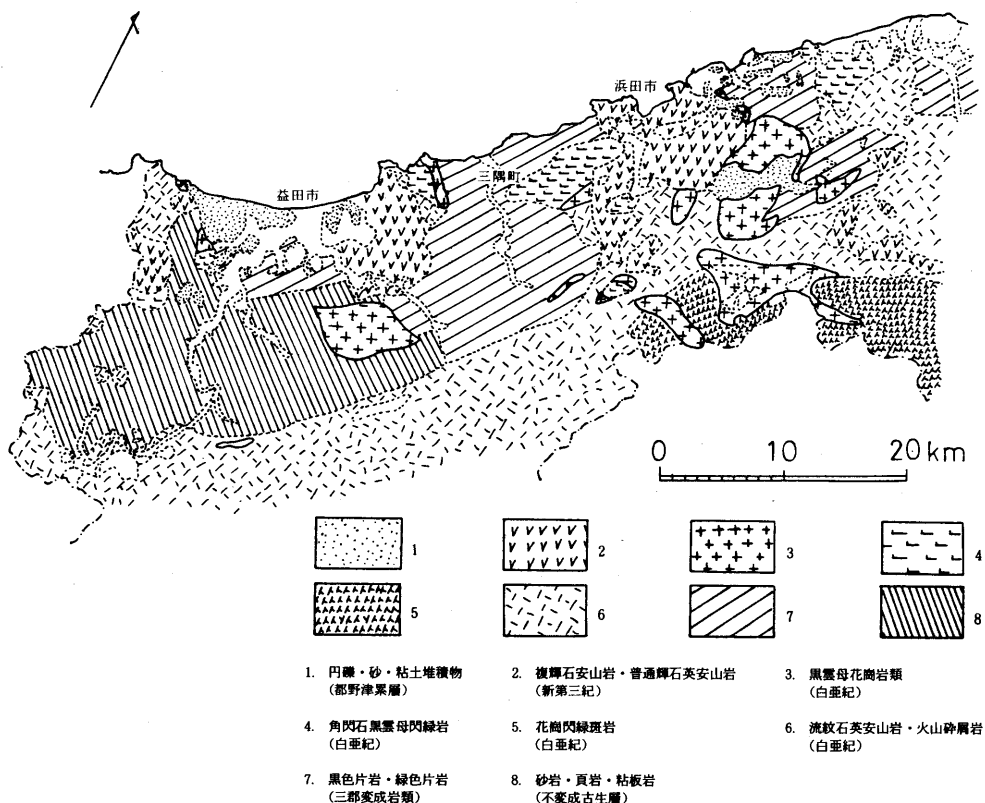 浜田市
三隅町
益田市
0 10 20 km
1
2
3
4
5
6
7
8
1. 円礫・砂・粘土堆積物
(都野津累層)
2. 複輝石安山岩・普通輝石英安山岩
(新第三紀)
3. 黒雲母花崗岩類
(白亜紀)
4. 角閃石黒雲母閃緑岩
(白亜紀)
5. 花崗閃緑斑岩
(白亜紀)
6. 流紋石英安山岩・火山砕屑岩
(白亜紀)
7. 黒色片岩・緑色片岩
(三郡変成岩類)
8. 砂岩・頁岩・粘板岩
(不変成古生層)